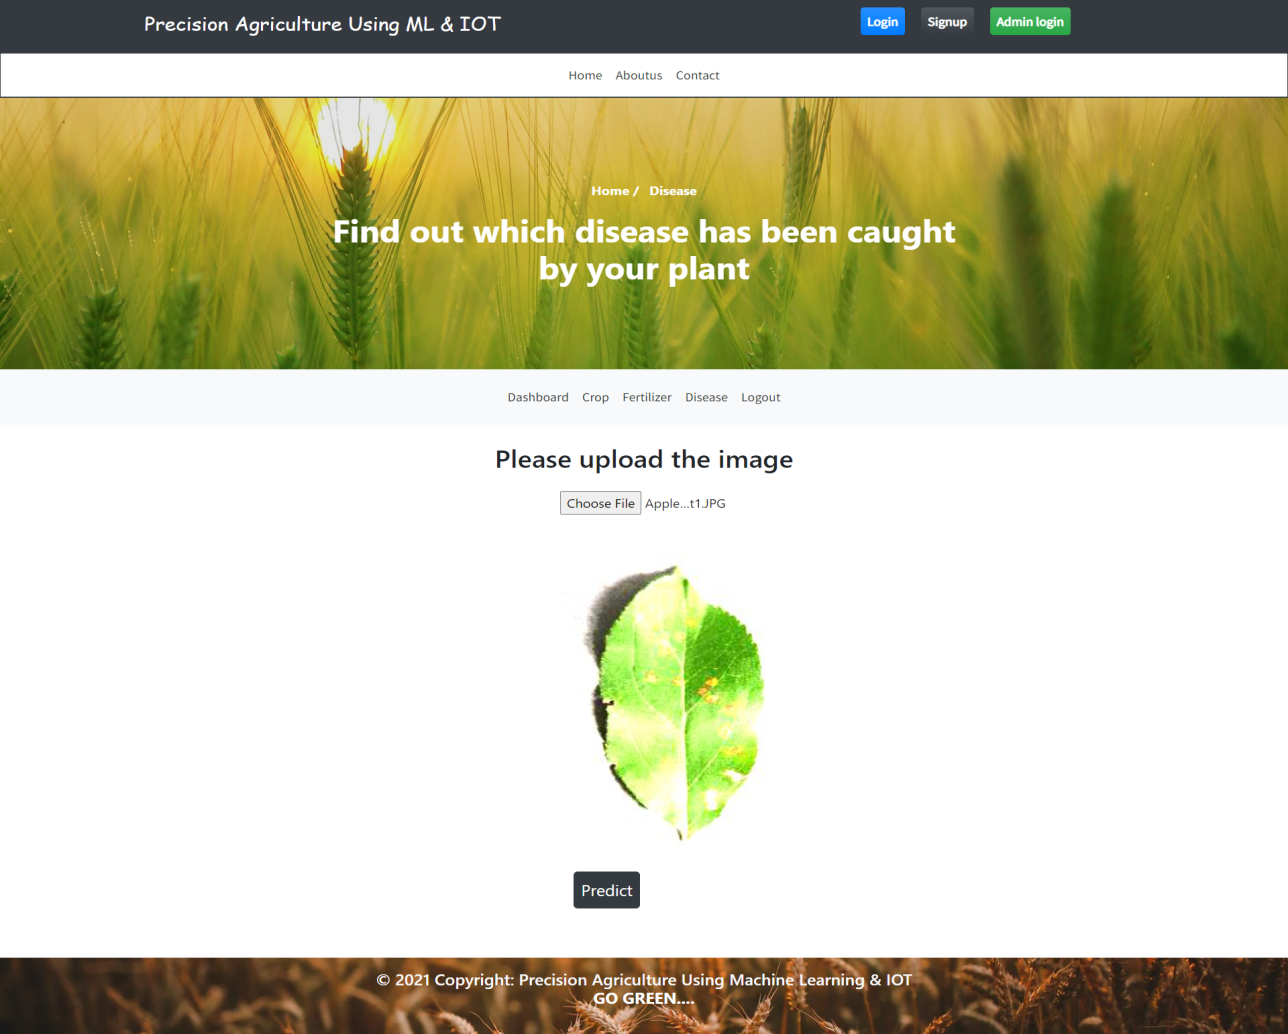 Precision Agriculture Using ML & IOT
Login Signup Admin login
Home Aboutus Contact
Home / Disease
Find out which disease has been caught
by your plant
Dashboard Crop Fertilizer Disease Logout
Please upload the image
Choose File Apple...t1.JPG
Predict
© 2021 Copyright: Precision Agriculture Using Machine Learning & IOT
GO GREEN....